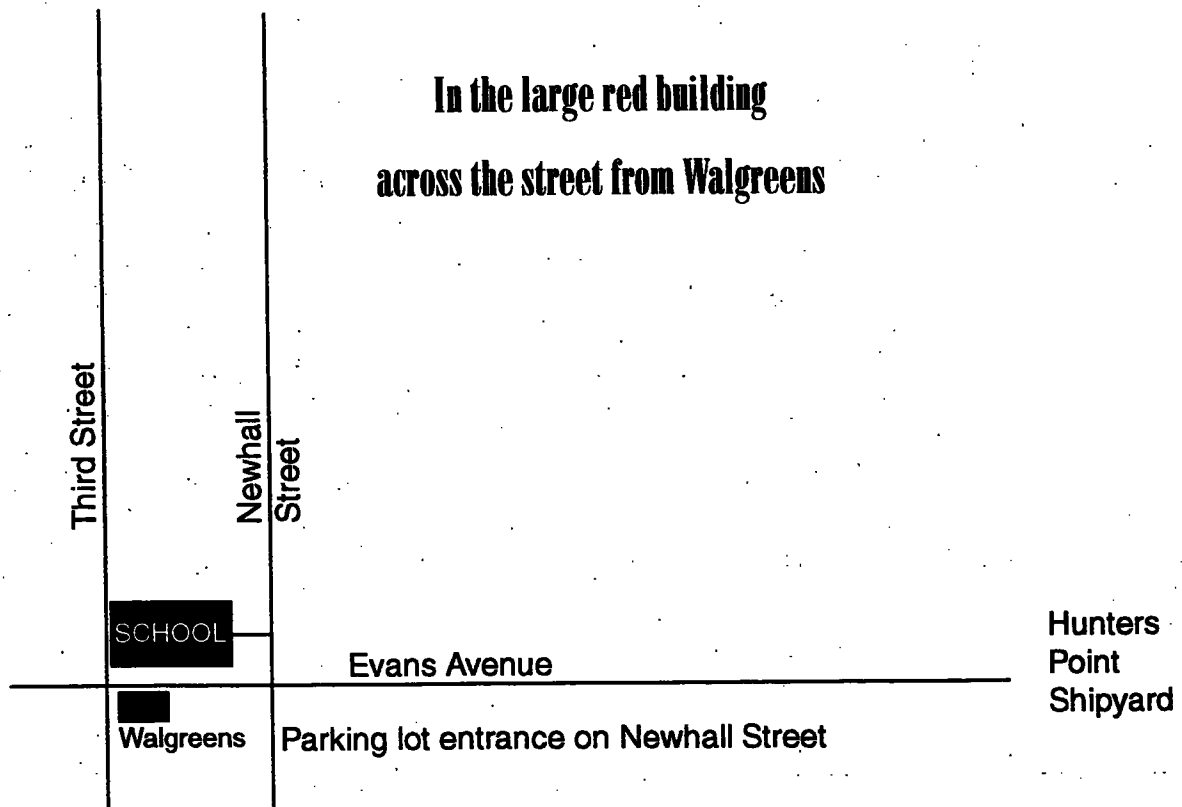 In the large red building
across the street from Walgreens
Third Street
Newhall
Street
SCHOOL
Evans Avenue
Hunters
Point
Shipyard
Walgreens
Parking lot entrance on Newhall Street